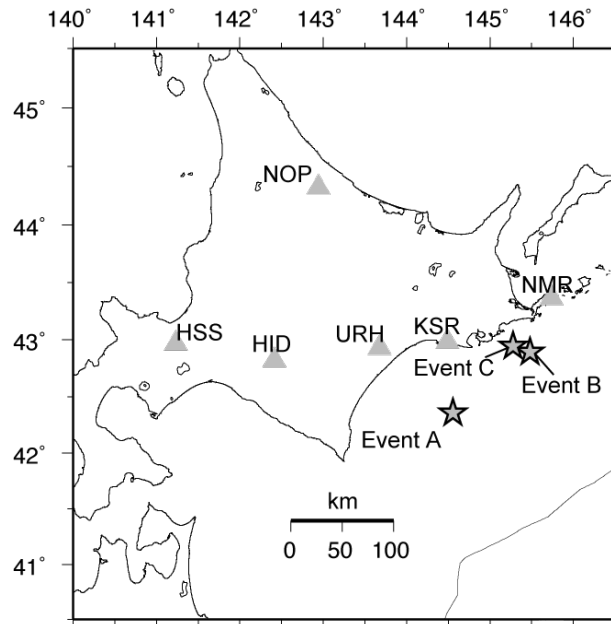 140° 141° 142° 143° 144° 145° 146°
45°
NOP
44°
NMR
HSS URH KSR
43°
HID
Event C
Event B
Event A
42°
km
0 50 100
41°